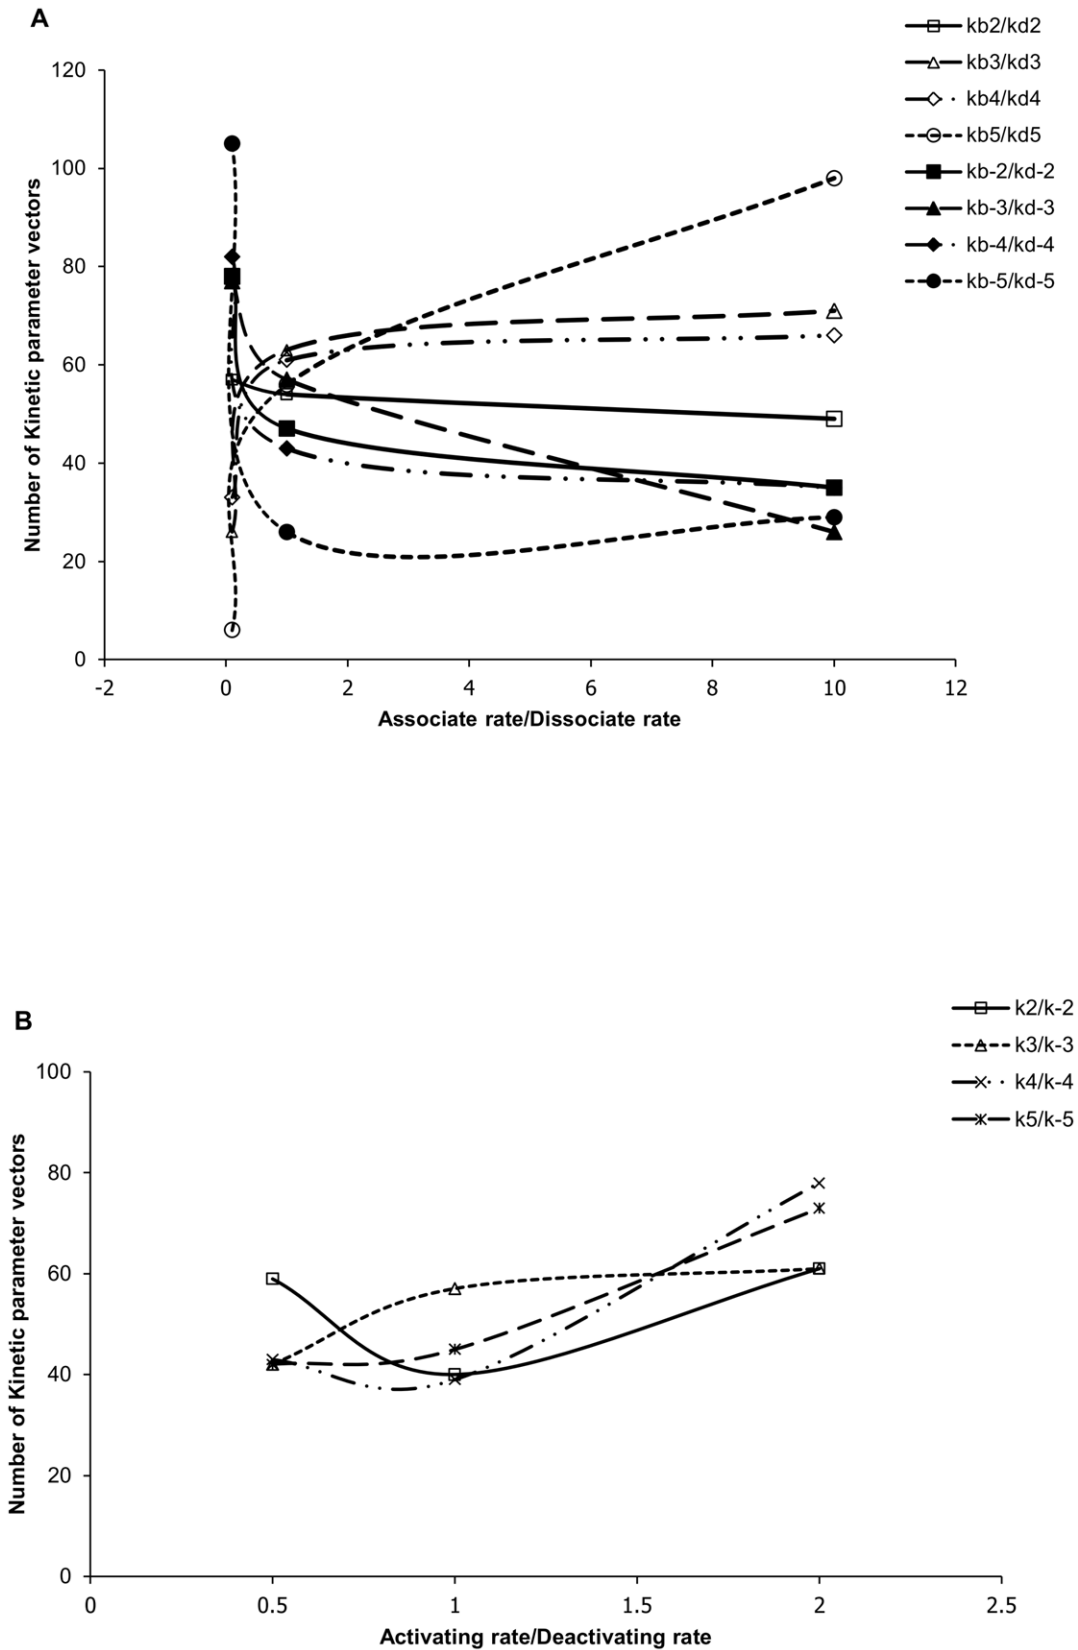 A
kb2/kd2
kb3/kd3
kb4/kd4
kb5/kd5
kb-2/kd-2
kb-3/kd-3
kb-4/kd-4
kb-5/kd-5
120
100
80
60
40
20
0
Number of Kinetic parameter vectors
-2 0 2 4 6 8 10 12
Associate rate/Dissociate rate
B
k2/k-2
k3/k-3
k4/k-4
k5/k-5
100
80
60
40
20
0
Number of Kinetic parameter vectors
0 0.5 1 1.5 2 2.5
Activating rate/Deactivating rate